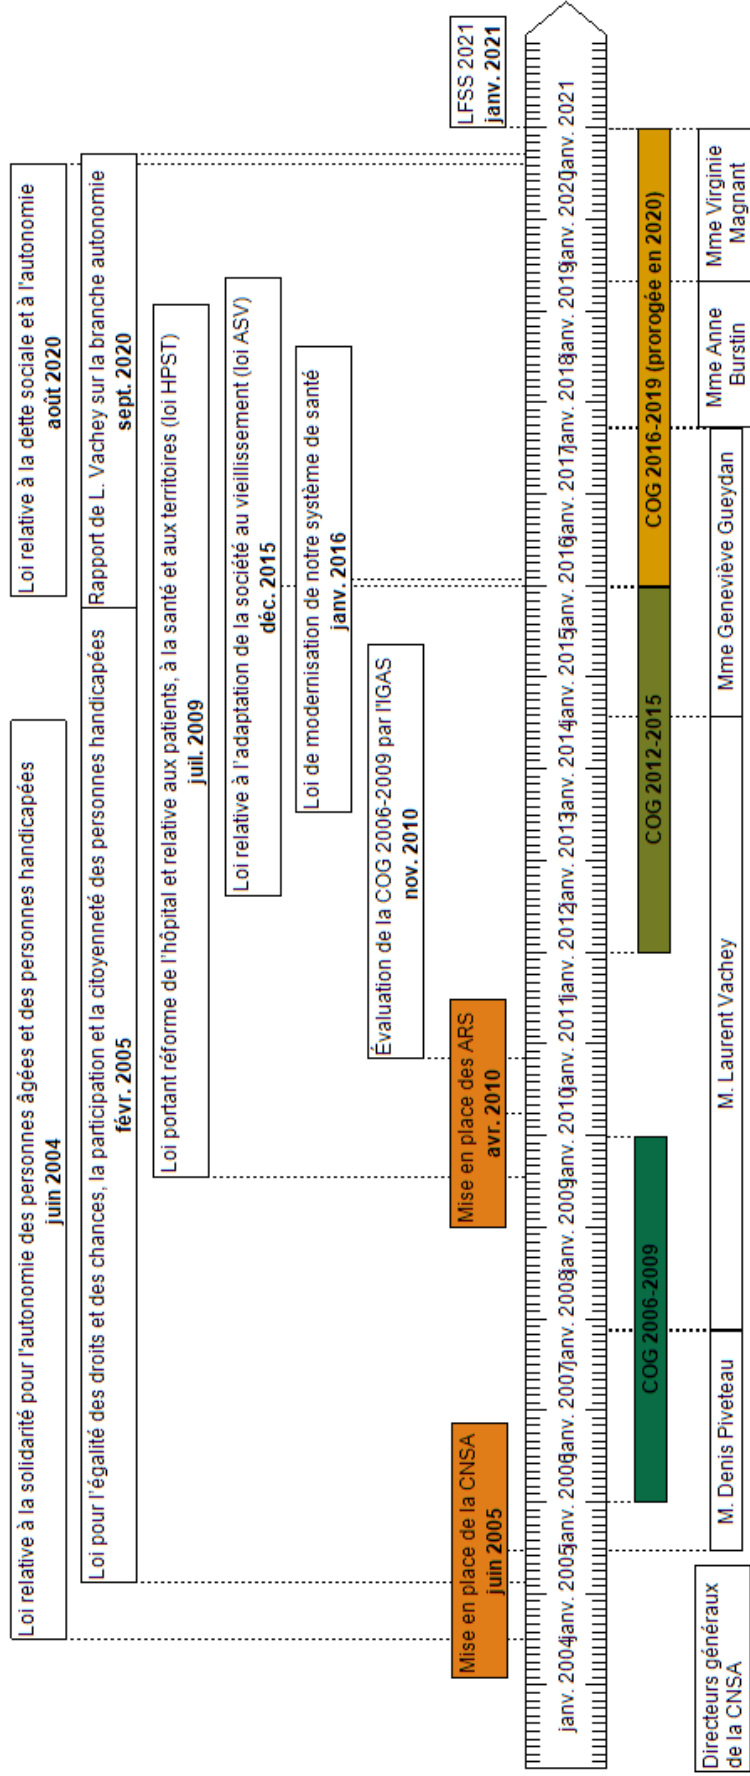 Loi relative à la solidarité pour l'autonomie des personnes âgées et des personnes handicapées
juin 2004
Loi relative à la dette sociale et à l'autonomie
août 2020
Loi pour l'égalité des droits et des chances, la participation et la citoyenneté des personnes handicapées
févr. 2005
Rapport de L. Vachey sur la branche autonomie
sept. 2020
Loi portant réforme de l'hôpital et relative aux patients, à la santé et aux territoires (loi HPST)
juil. 2009
Loi relative à l'adaptation de la société au vieillissement (loi ASV)
déc. 2015
Loi de modernisation de notre système de santé
janv. 2016
Évaluation de la COG 2006-2009 par l'IGAS
nov. 2010
Mise en place de la CNSA
juin 2005
Mise en place des ARS
avr. 2010
LFSS 2021
janv. 2021
janv. 2004 janv. 2005 janv. 2006 janv. 2007 janv. 2008 janv. 2009 janv. 2010 janv. 2011 janv. 2012 janv. 2013 janv. 2014 janv. 2015 janv. 2016 janv. 2017 janv. 2018 janv. 2019 janv. 2020 janv. 2021
COG 2006-2009
COG 2012-2015
COG 2016-2019 (prorogée en 2020)
Directeurs généraux
de la CNSA
M. Denis Piveteau
M. Laurent Vachey
Mme Geneviève Gueydan
Mme Anne
Burstin
Mme Virginie
Magnant